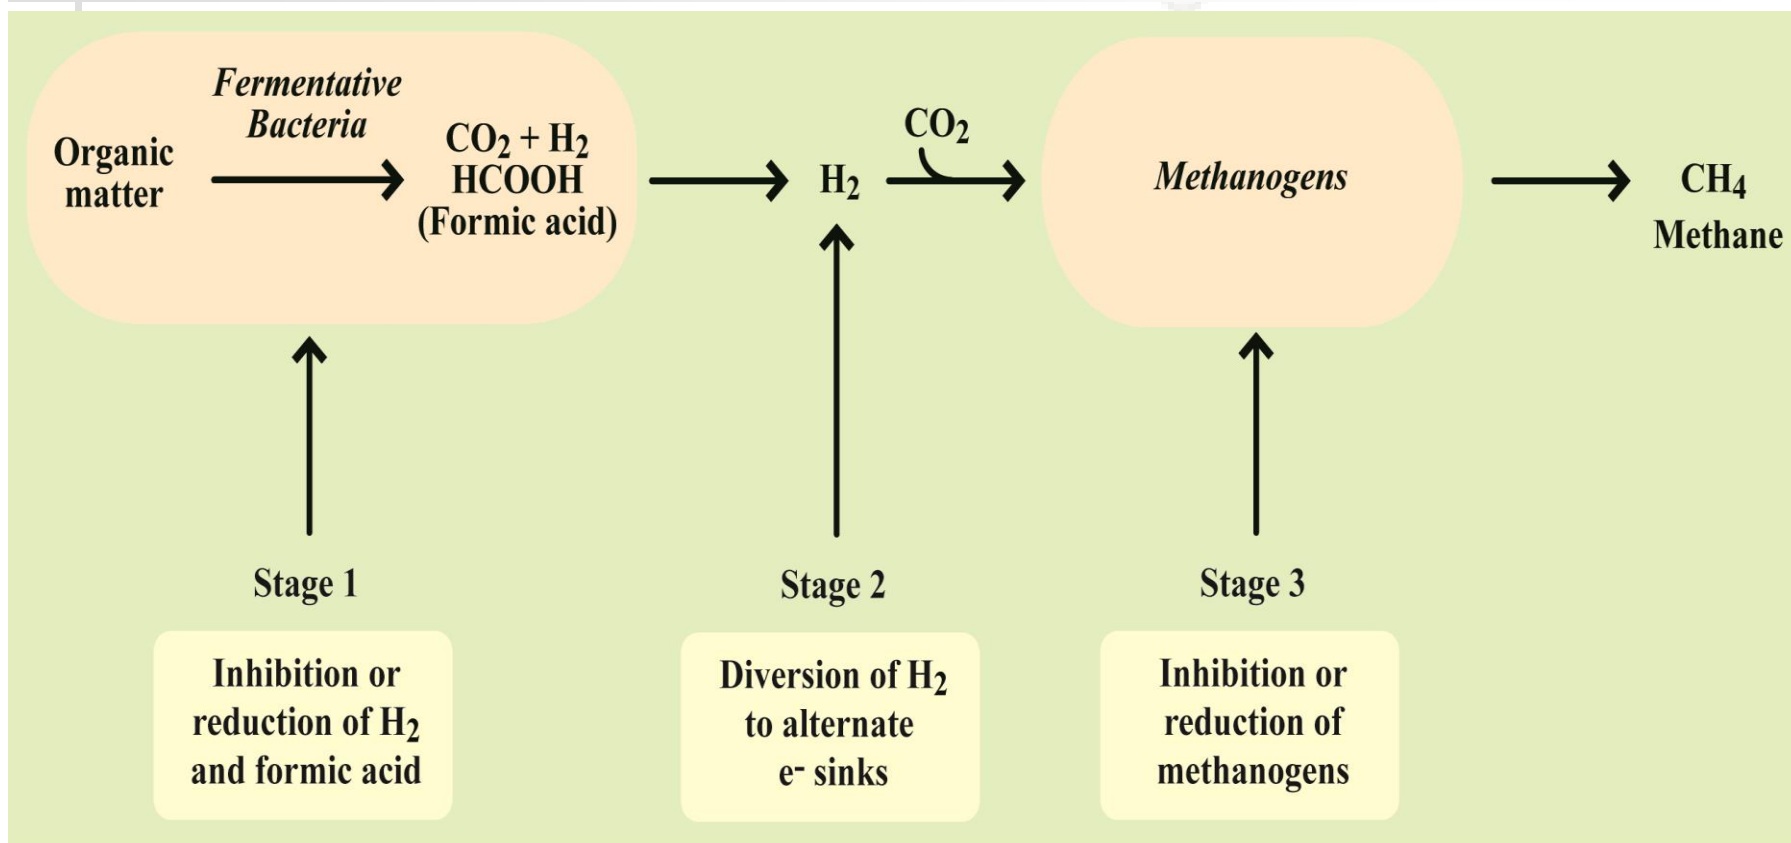 Organic
matter
Fermentative
Bacteria
CO₂ + H₂
HCOOH
(Formic acid)
H₂
CO₂
Methanogens
CH₄
Methane
Stage 1
Inhibition or
reduction of H₂
and formic acid
Stage 2
Diversion of H₂
to alternate
e⁻ sinks
Stage 3
Inhibition or
reduction of
methanogens